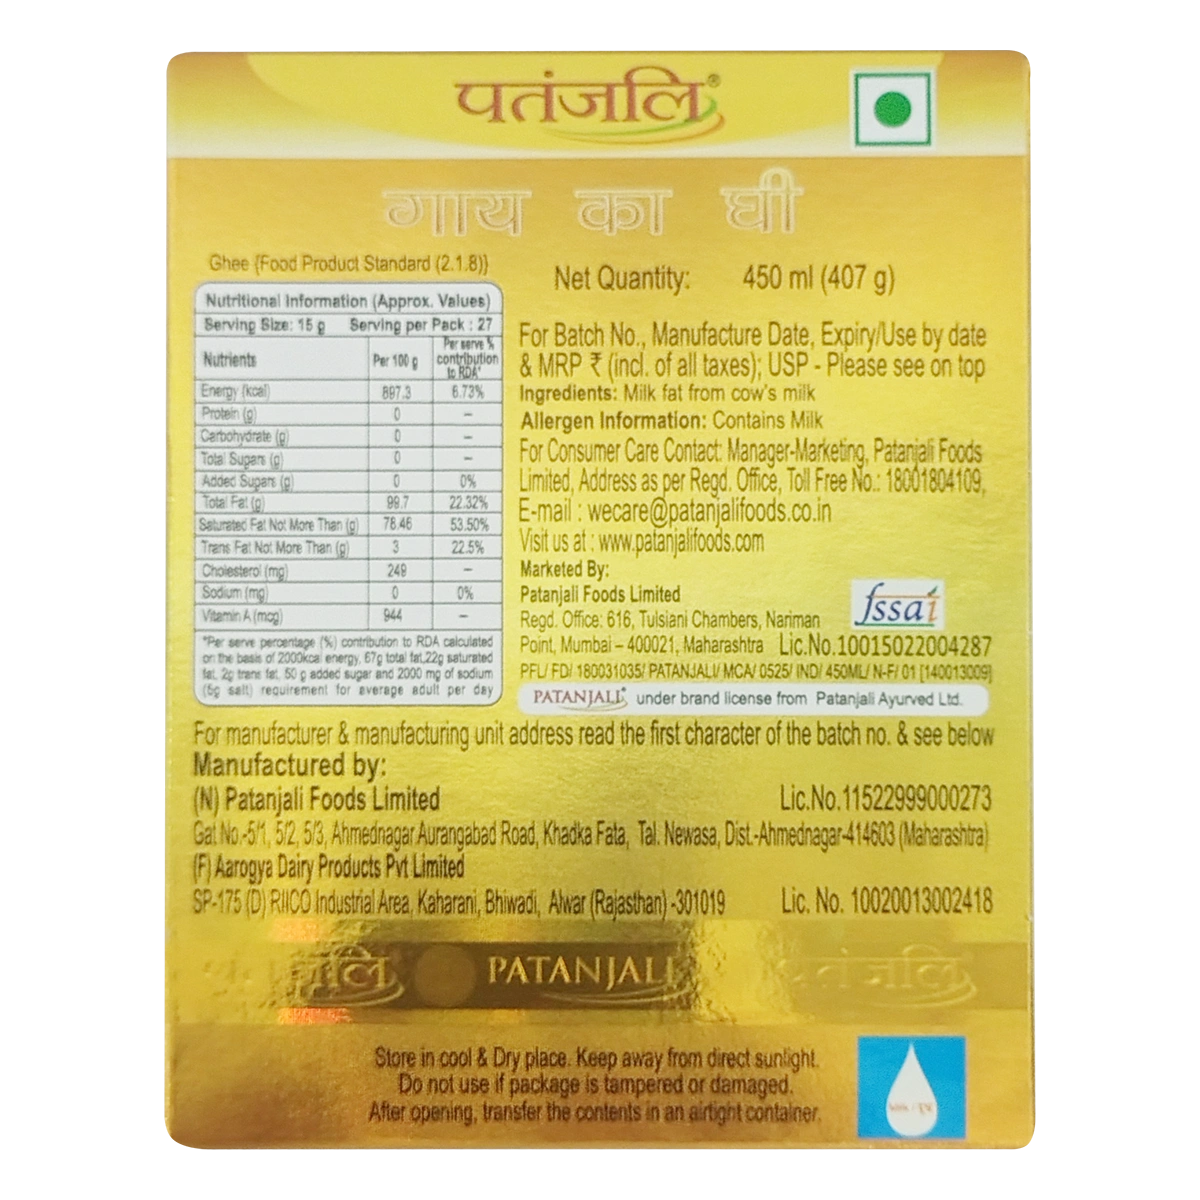 पतंजलि®
गाय का घी
Ghee {Food Product Standard (2.1.8)}
Nutritional Information (Approx. Values)
Serving Size: 15 g Serving per Pack : 27
Nutrients Per 100 g Per serve % contribution to RDA*
Energy (kcal) 897.3 6.73%
Protein (g) 0 –
Carbohydrate (g) 0 –
Total Sugars (g) 0 –
Added Sugars (g) 0 0%
Total Fat (g) 99.7 22.32%
Saturated Fat Not More Than (g) 78.46 53.50%
Trans Fat Not More Than (g) 3 22.5%
Cholesterol (mg) 249 –
Sodium (mg) 0 0%
Vitamin A (mcg) 944 –
*Per serve percentage (%) contribution to RDA calculated
on the basis of 2000kcal energy, 67g total fat,22g saturated
fat, 2g trans fat, 50 g added sugar and 2000 mg of sodium
(5g salt) requirement for average adult per day
Net Quantity: 450 ml (407 g)
For Batch No., Manufacture Date, Expiry/Use by date
& MRP ₹ (incl. of all taxes); USP - Please see on top
Ingredients: Milk fat from cow's milk
Allergen Information: Contains Milk
For Consumer Care Contact: Manager-Marketing, Patanjali Foods
Limited, Address as per Regd. Office, Toll Free No.: 18001804109,
E-mail : wecare@patanjalifoods.co.in
Visit us at : www.patanjalifoods.com
Marketed By:
Patanjali Foods Limited
Regd. Office: 616, Tulsiani Chambers, Nariman
Point, Mumbai – 400021, Maharashtra
fssai
Lic.No.10015022004287
PFL/ FD/ 180031035/ PATANJALI/ MCA/ 0525/ IND/ 450ML/ N-F/ 01 [140013009]
PATANJALI® under brand license from Patanjali Ayurved Ltd.
For manufacturer & manufacturing unit address read the first character of the batch no. & see below
Manufactured by:
(N) Patanjali Foods Limited Lic.No.11522999000273
Gat No.-5/1, 5/2, 5/3, Ahmednagar Aurangabad Road, Khadka Fata, Tal. Newasa, Dist.-Ahmednagar-414603 (Maharashtra)
(F) Aarogya Dairy Products Pvt Limited
SP-175 (D) RIICO Industrial Area, Kaharani, Bhiwadi, Alwar (Rajasthan) -301019 Lic. No. 10020013002418
पतंजलि PATANJALI पतंजलि
Store in cool & Dry place. Keep away from direct sunlight.
Do not use if package is tampered or damaged.
After opening, transfer the contents in an airtight container.